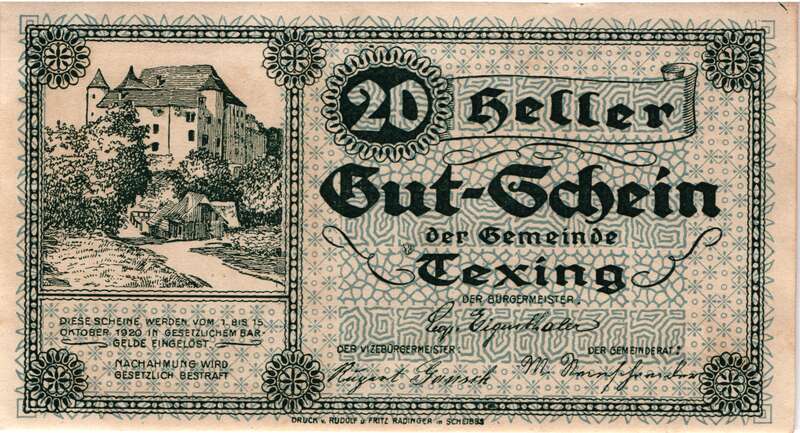 20 Heller
Gut-Schein
der Gemeinde
Texing
DER BÜRGERMEISTER:
DER VIZEBÜRGERMEISTER:
DER GEMEINDERAT:
Rupert
M.
DIESE SCHEINE WERDEN VOM 1. BIS 15.
OKTOBER 1920 IN GESETZLICHEM BAR-
GELDE EINGELÖST.
NACHAHMUNG WIRD
GESETZLICH BESTRAFT
DRUCK v. RUDOLF u. FRITZ RADINGER in SCHEIBBS